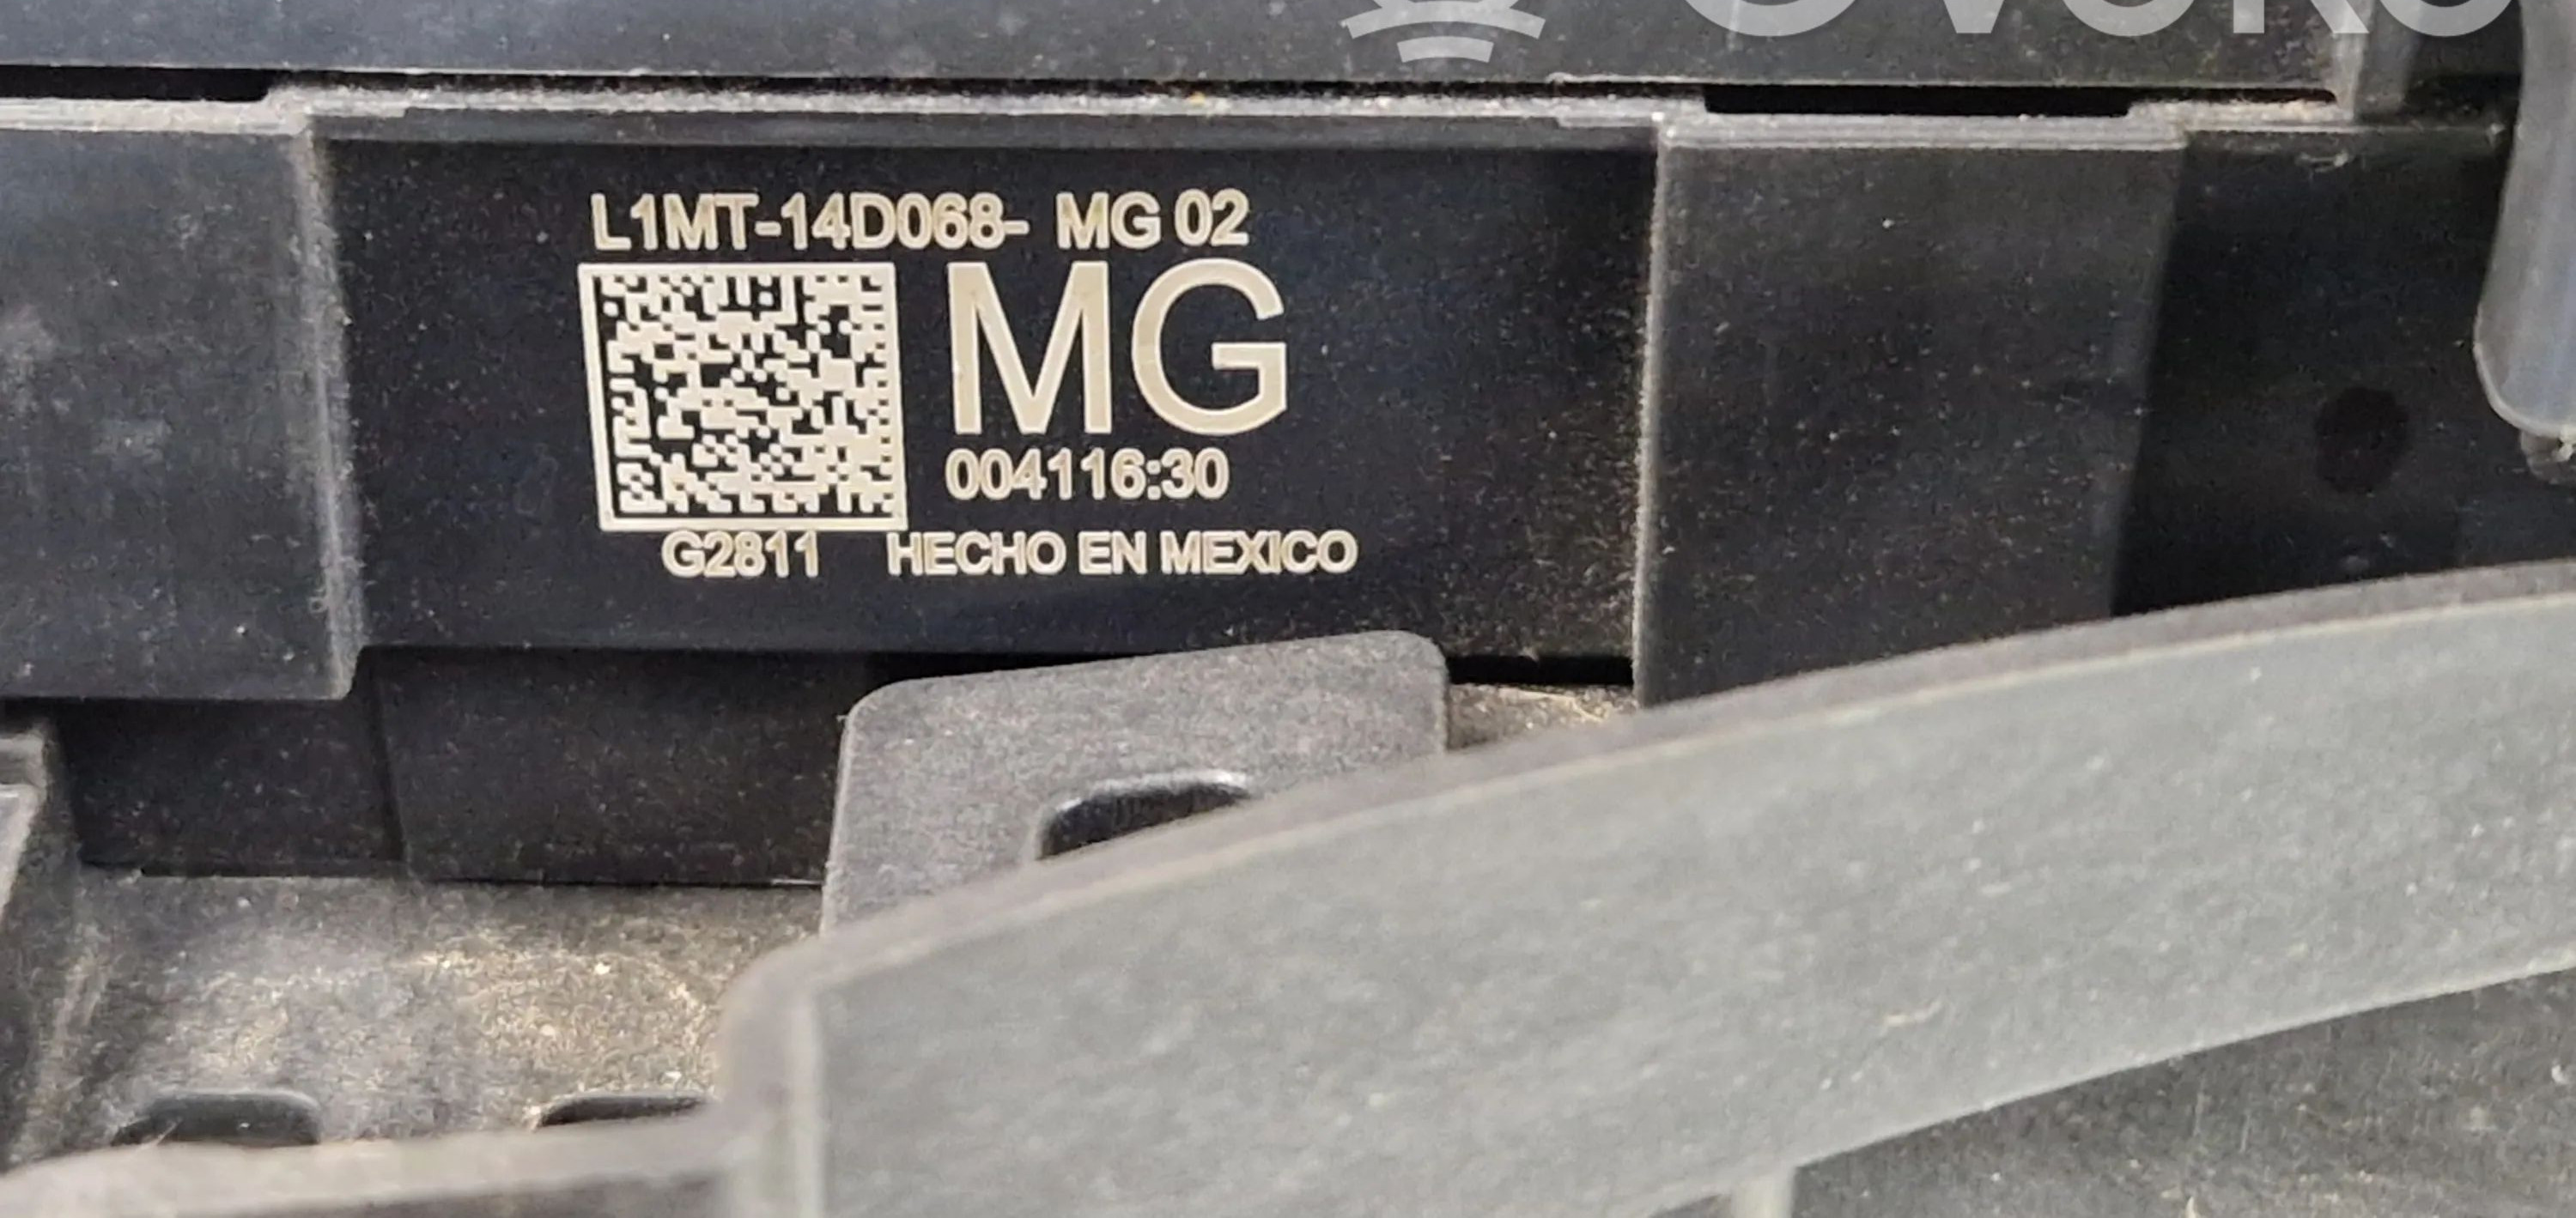 L1MT-14D068- MG 02
MG
004116:30
G2811 HECHO EN MEXICO